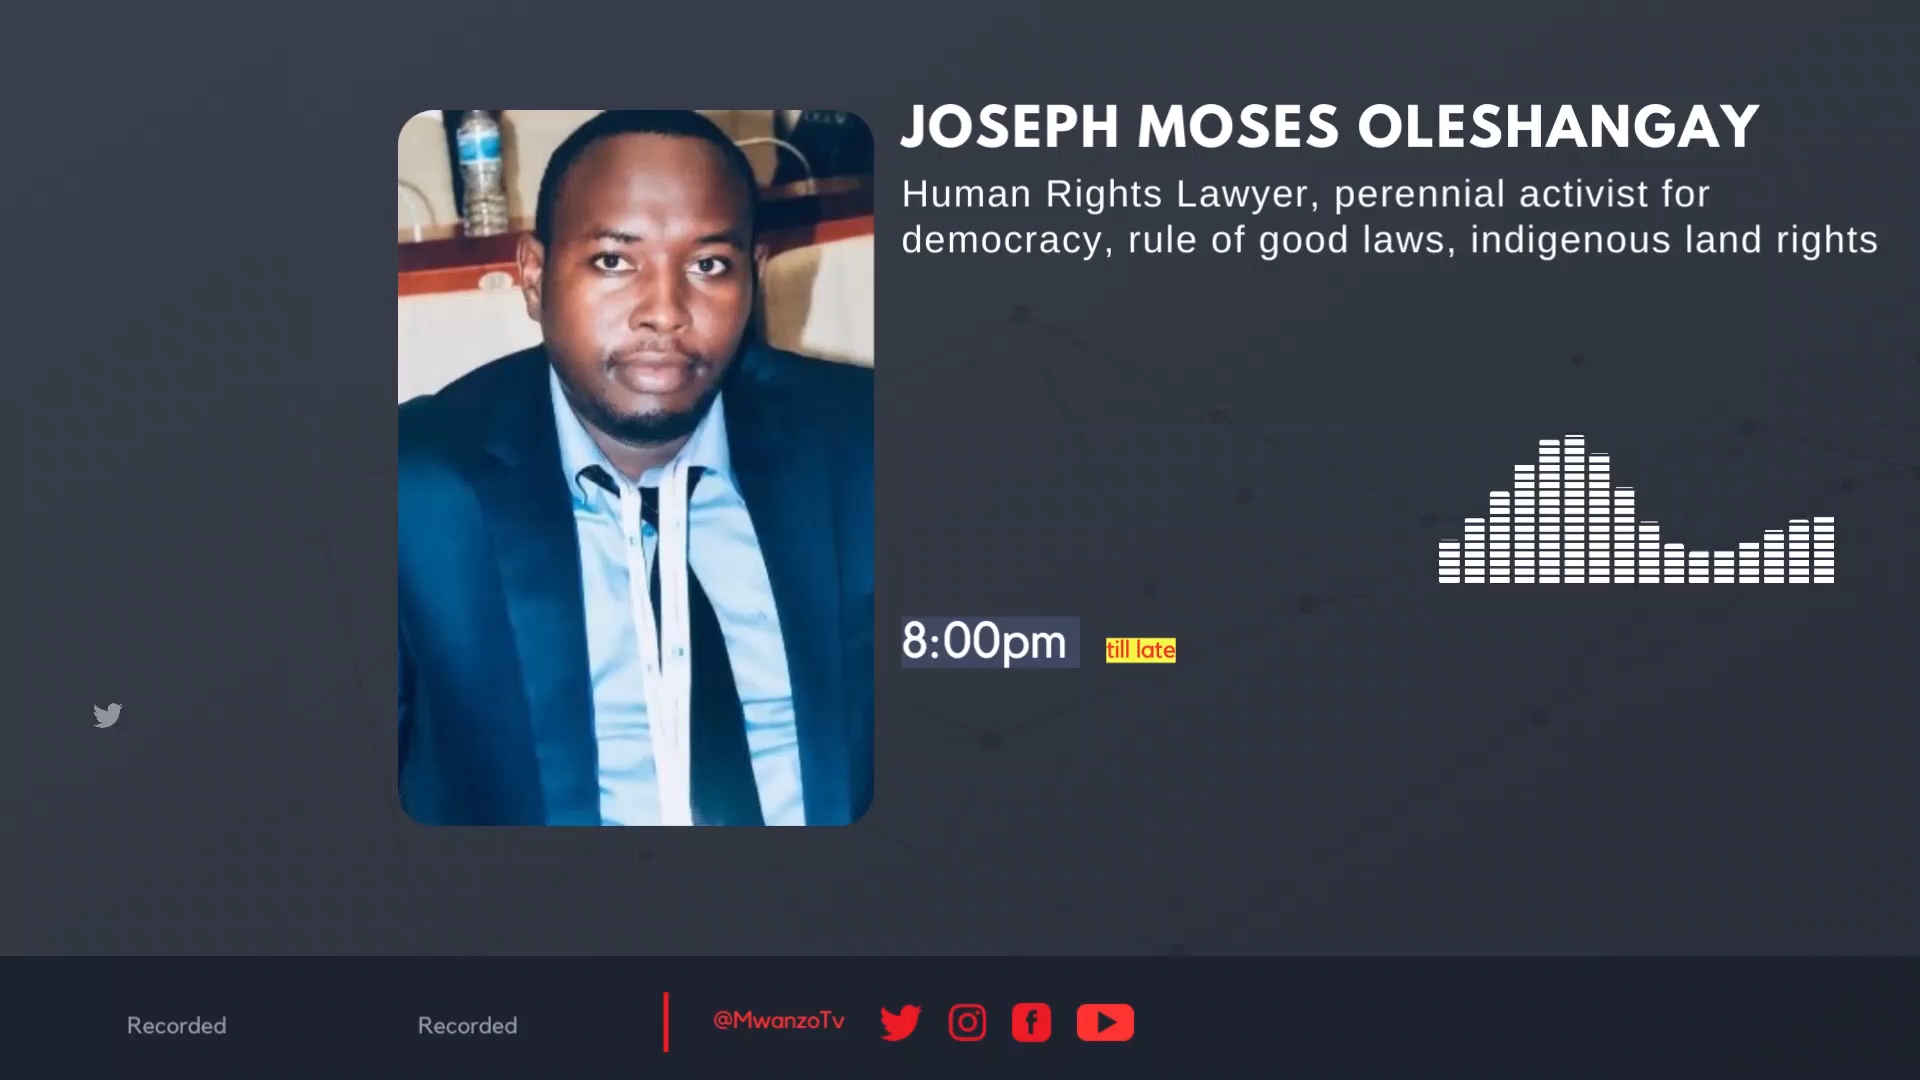 JOSEPH MOSES OLESHANGAY
Human Rights Lawyer, perennial activist for
democracy, rule of good laws, indigenous land rights
8:00pm till late
Recorded Recorded @MwanzoTv